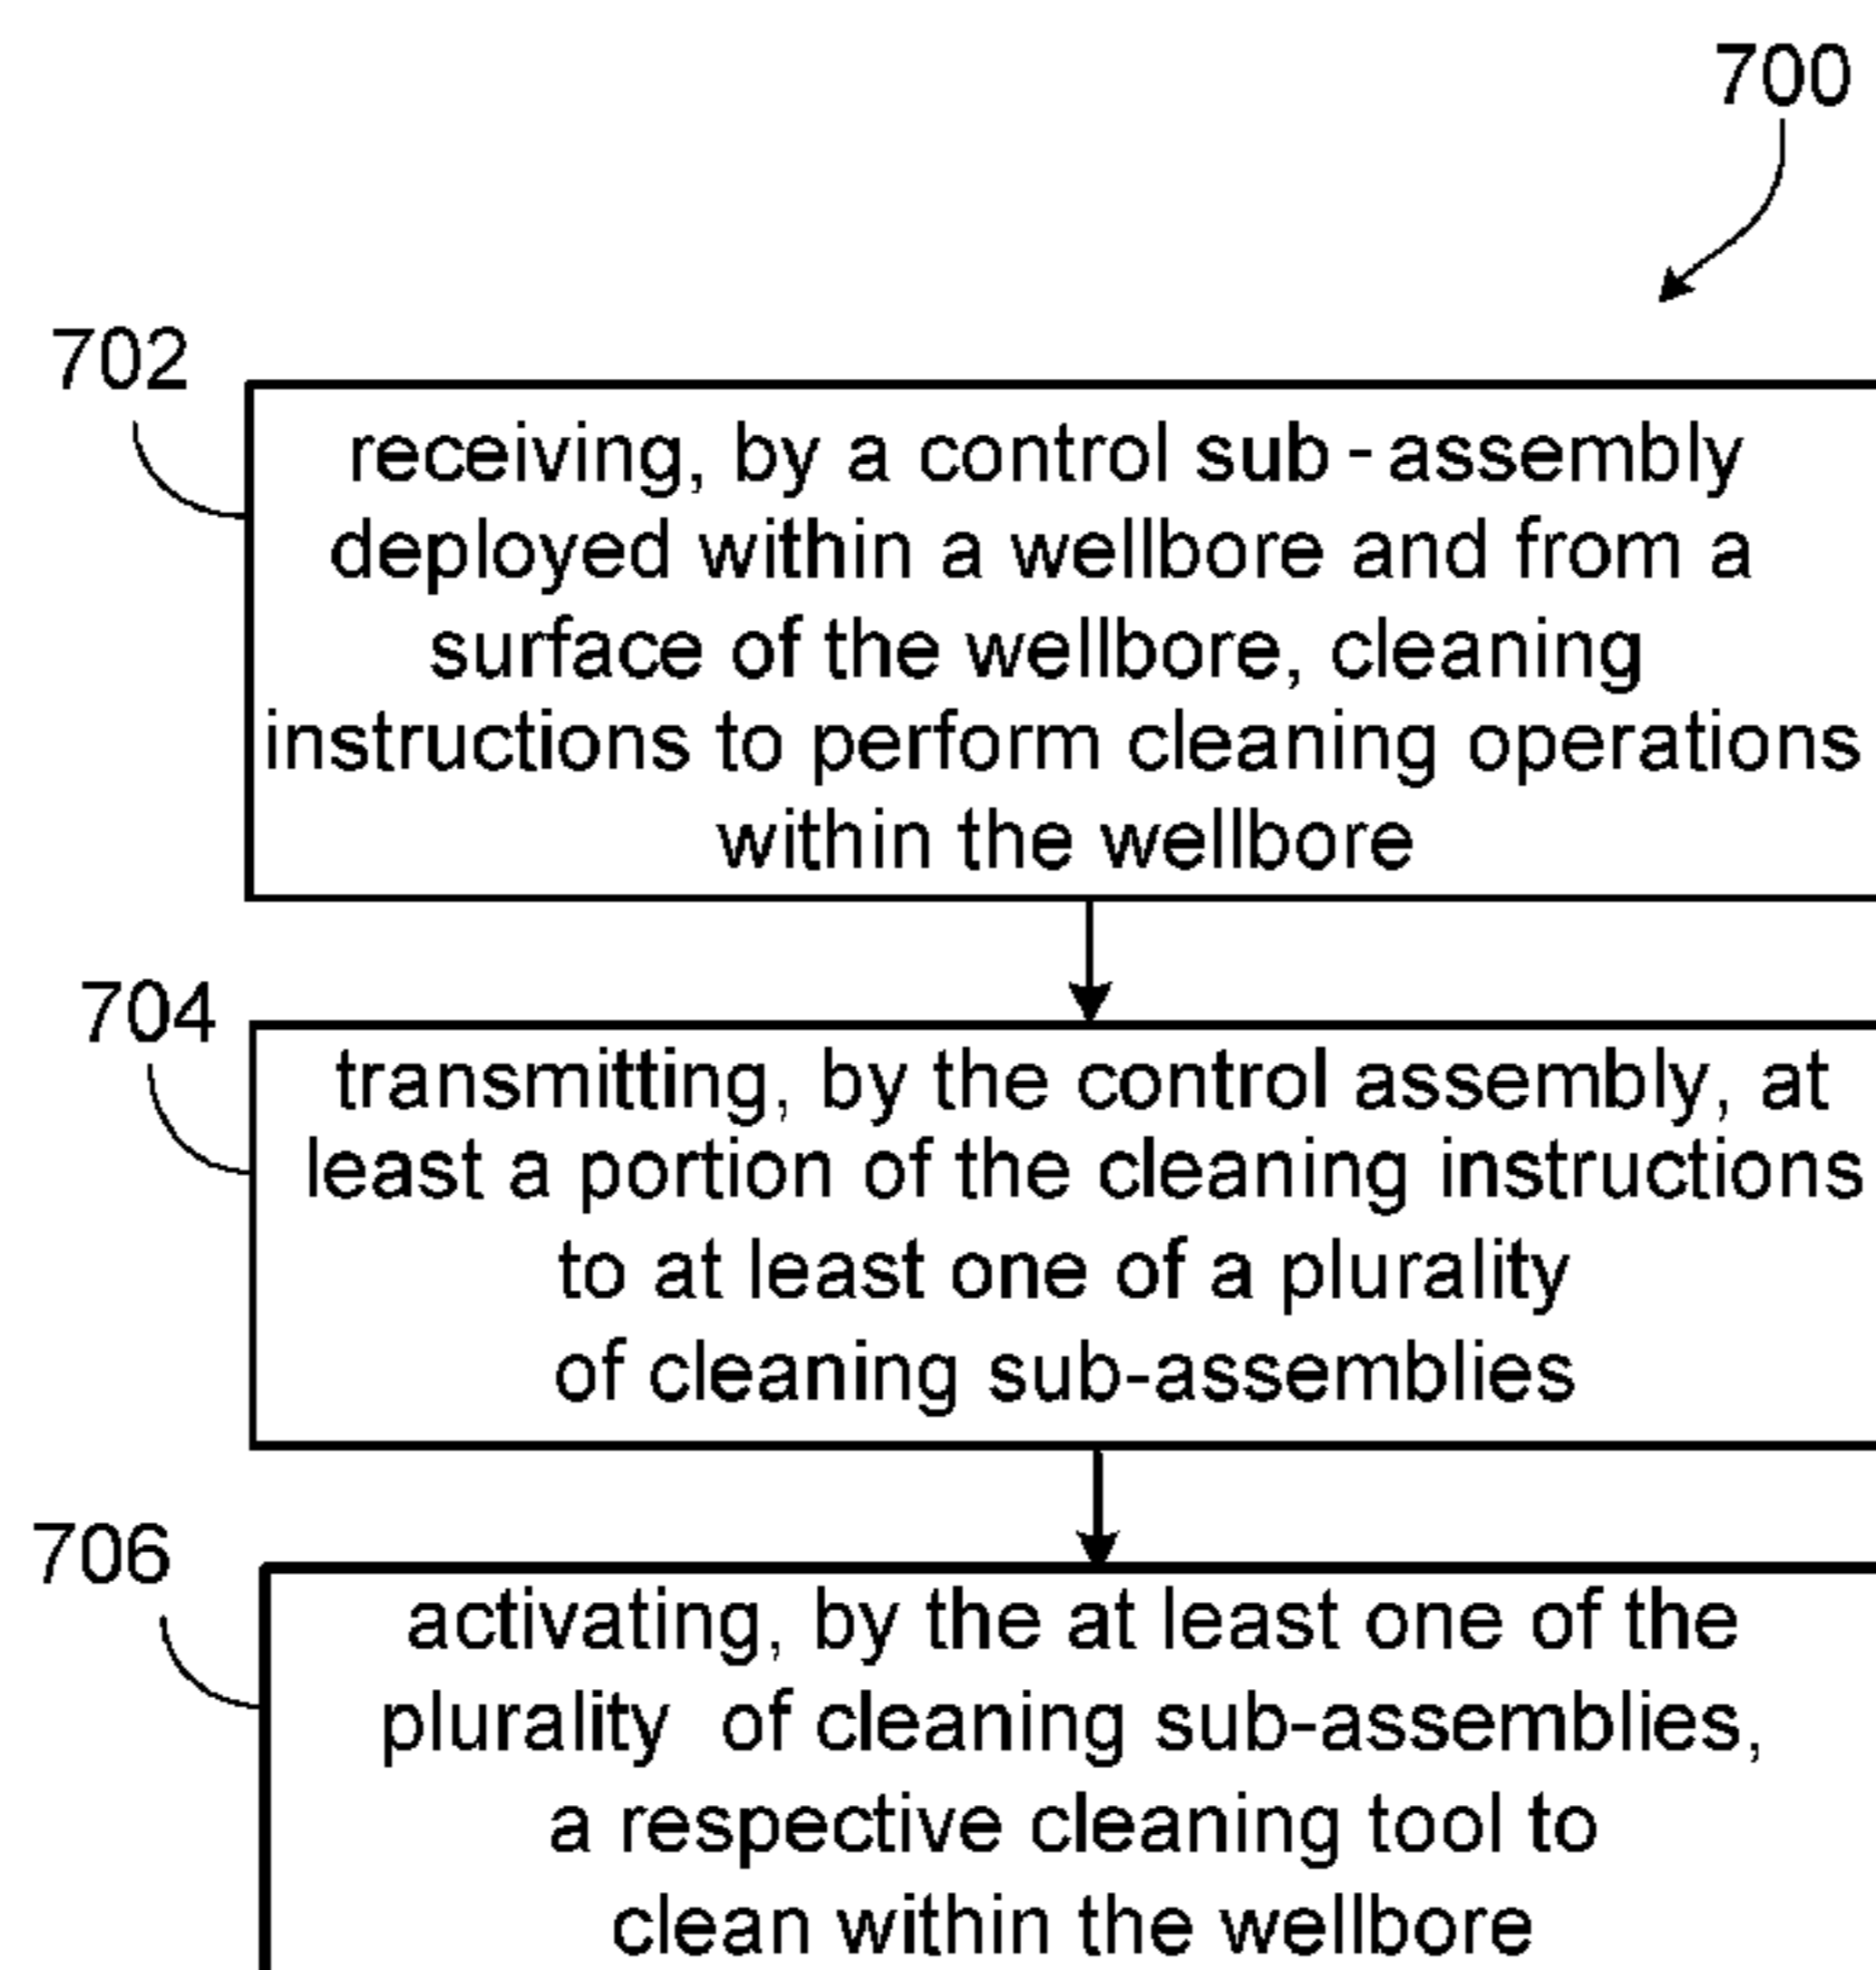 700
702
receiving, by a control sub-assembly
deployed within a wellbore and from a
surface of the wellbore, cleaning
instructions to perform cleaning operations
within the wellbore
704
transmitting, by the control assembly, at
least a portion of the cleaning instructions
to at least one of a plurality
of cleaning sub-assemblies
706
activating, by the at least one of the
plurality of cleaning sub-assemblies,
a respective cleaning tool to
clean within the wellbore